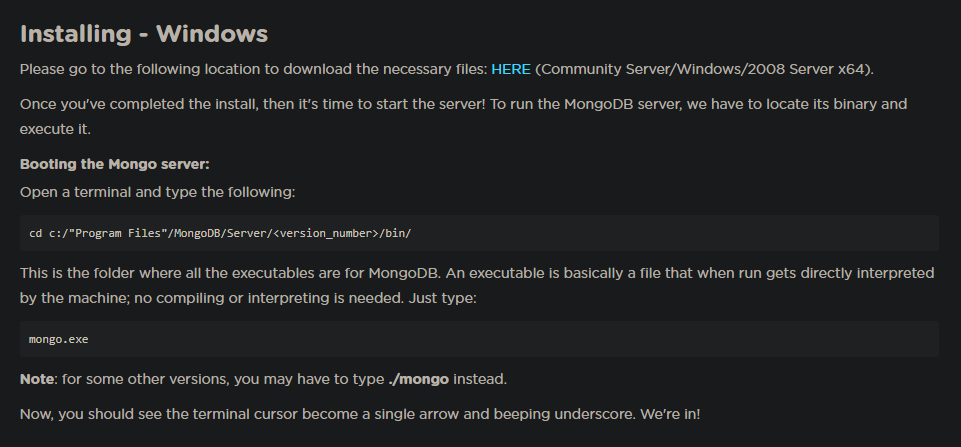 Installing - Windows
Please go to the following location to download the necessary files: HERE (Community Server/Windows/2008 Server x64).
Once you've completed the install, then it's time to start the server! To run the MongoDB server, we have to locate its binary and
execute it.
Booting the Mongo server:
Open a terminal and type the following:
cd c:/"Program Files"/MongoDB/Server/<version_number>/bin/
This is the folder where all the executables are for MongoDB. An executable is basically a file that when run gets directly interpreted
by the machine; no compiling or interpreting is needed. Just type:
mongo.exe
Note: for some other versions, you may have to type ./mongo instead.
Now, you should see the terminal cursor become a single arrow and beeping underscore. We're in!